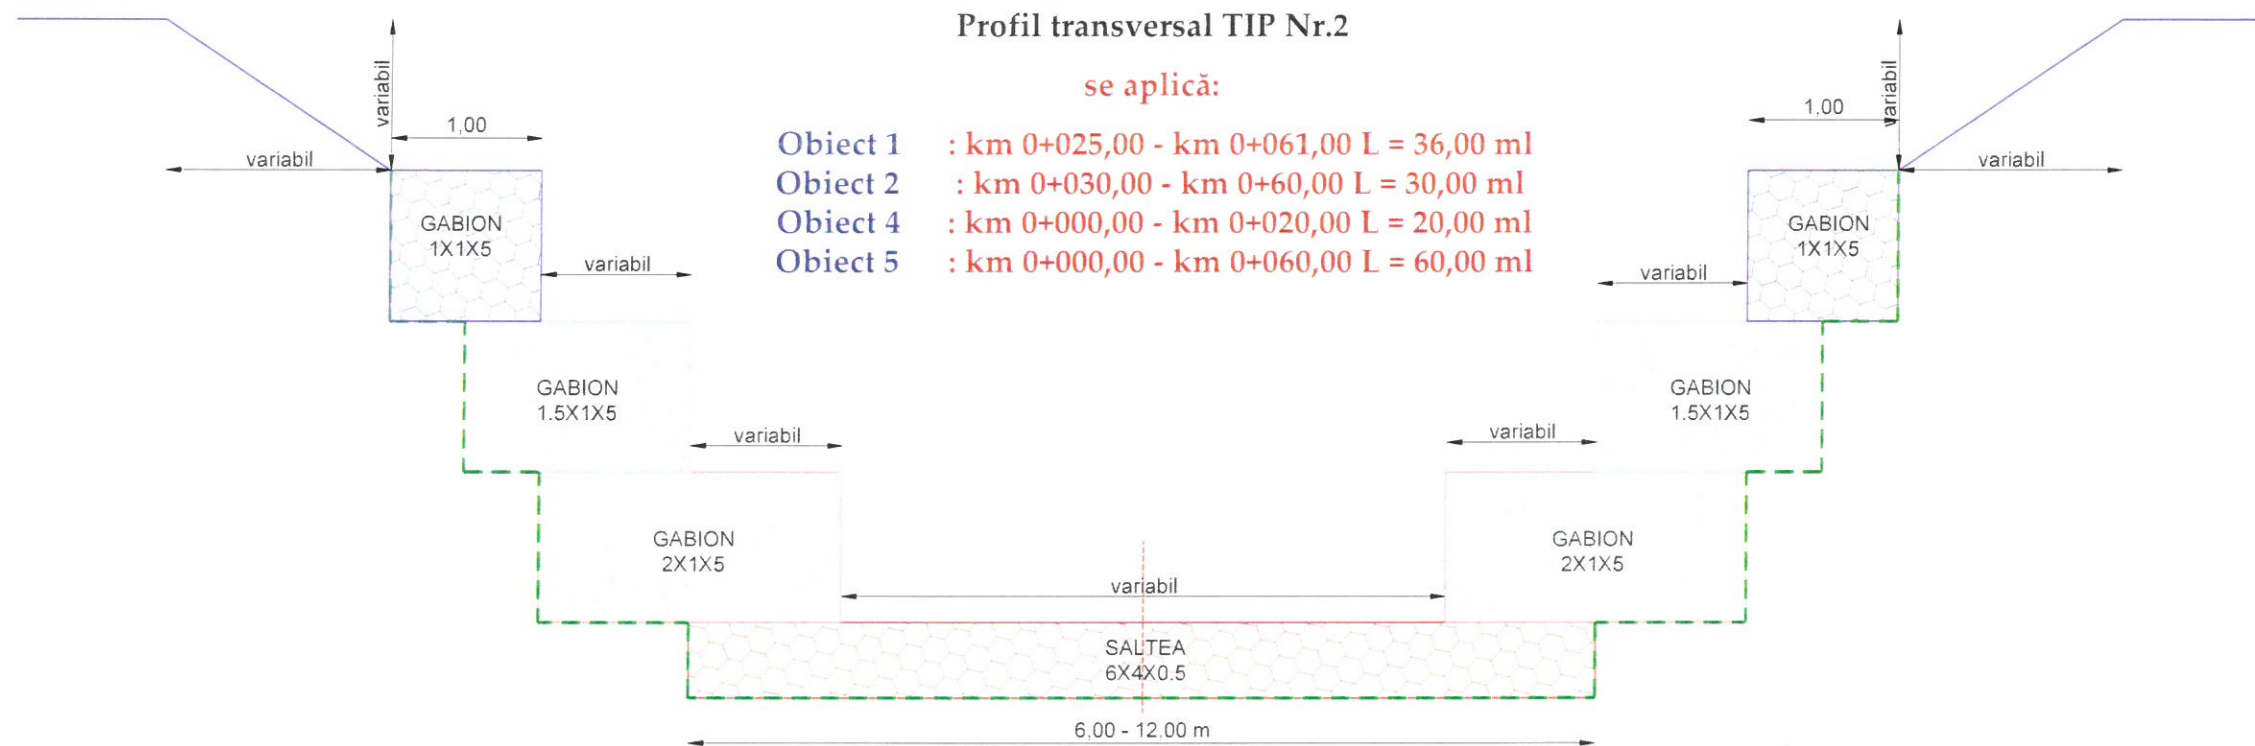 Profil transversal TIP Nr.2
se aplică:
Obiect 1 : km 0+025,00 - km 0+061,00 L = 36,00 ml
Obiect 2 : km 0+030,00 - km 0+60,00 L = 30,00 ml
Obiect 4 : km 0+000,00 - km 0+020,00 L = 20,00 ml
Obiect 5 : km 0+000,00 - km 0+060,00 L = 60,00 ml
variabil
1,00
variabil
GABION
1X1X5
variabil
GABION
1.5X1X5
variabil
GABION
2X1X5
variabil
1,00
variabil
GABION
1X1X5
variabil
GABION
1.5X1X5
variabil
GABION
2X1X5
variabil
SALTEA
6X4X0.5
6,00 - 12,00 m